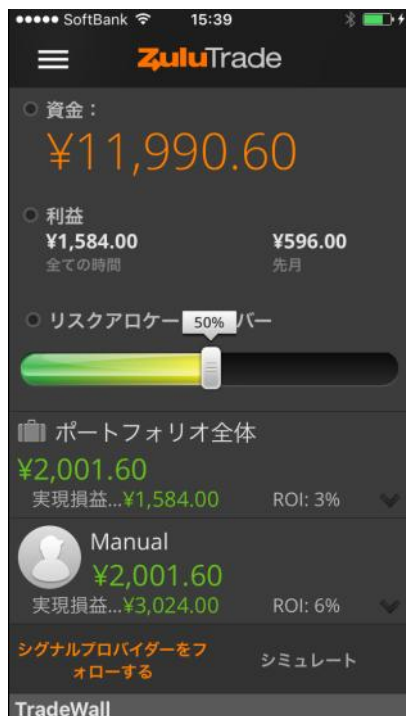 SoftBank 15:39
ZuluTrade
資金：
¥11,990.60
利益
¥1,584.00 ¥596.00
全ての時間 先月
リスクアロケー 50% バー
ポートフォリオ全体
¥2,001.60
実現損益...¥1,584.00 ROI: 3%
Manual
¥2,001.60
実現損益...¥3,024.00 ROI: 6%
シグナルプロバイダーをフ
ォローする
シミュレート
TradeWall